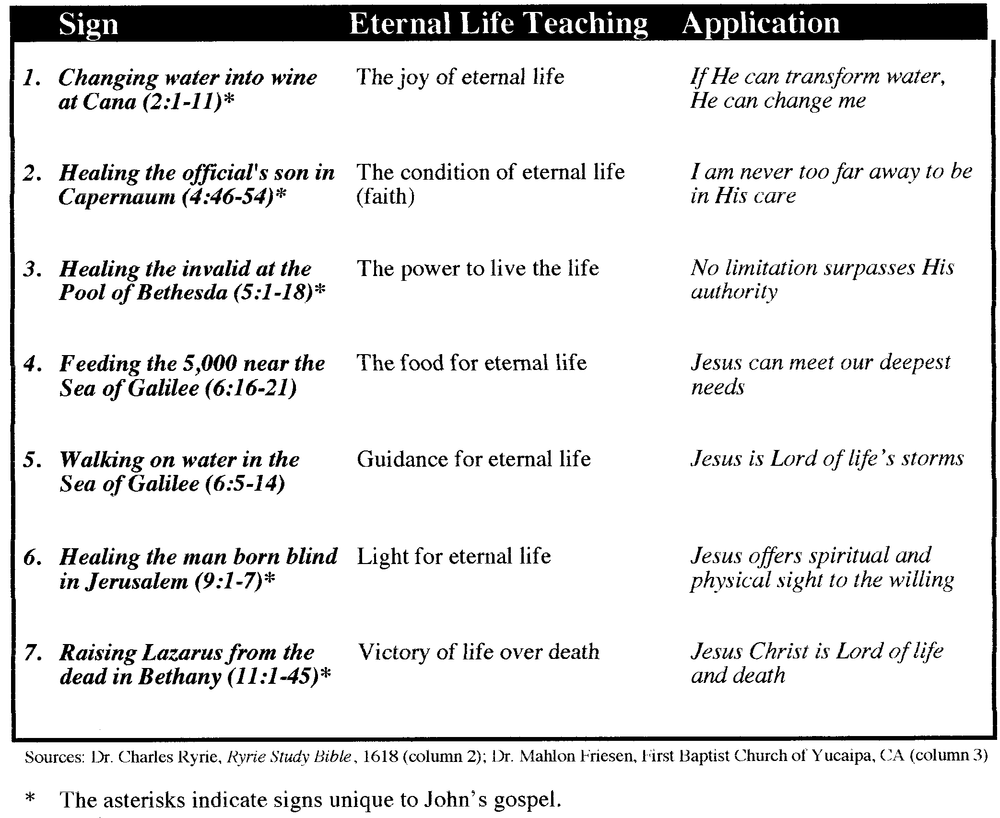 Sign Eternal Life Teaching Application
1. Changing water into wine The joy of eternal life If He can transform water,
at Cana (2:1-11)* He can change me
2. Healing the official's son in The condition of eternal life I am never too far away to be
Capernaum (4:46-54)* (faith) in His care
3. Healing the invalid at the The power to live the life No limitation surpasses His
Pool of Bethesda (5:1-18)* authority
4. Feeding the 5,000 near the The food for eternal life Jesus can meet our deepest
Sea of Galilee (6:16-21) needs
5. Walking on water in the Guidance for eternal life Jesus is Lord of life's storms
Sea of Galilee (6:5-14)
6. Healing the man born blind Light for eternal life Jesus offers spiritual and
in Jerusalem (9:1-7)* physical sight to the willing
7. Raising Lazarus from the Victory of life over death Jesus Christ is Lord of life
dead in Bethany (11:1-45)* and death
Sources: Dr. Charles Ryrie, Ryrie Study Bible, 1618 (column 2); Dr. Mahlon Friesen, First Baptist Church of Yucaipa, CA (column 3)
* The asterisks indicate signs unique to John's gospel.